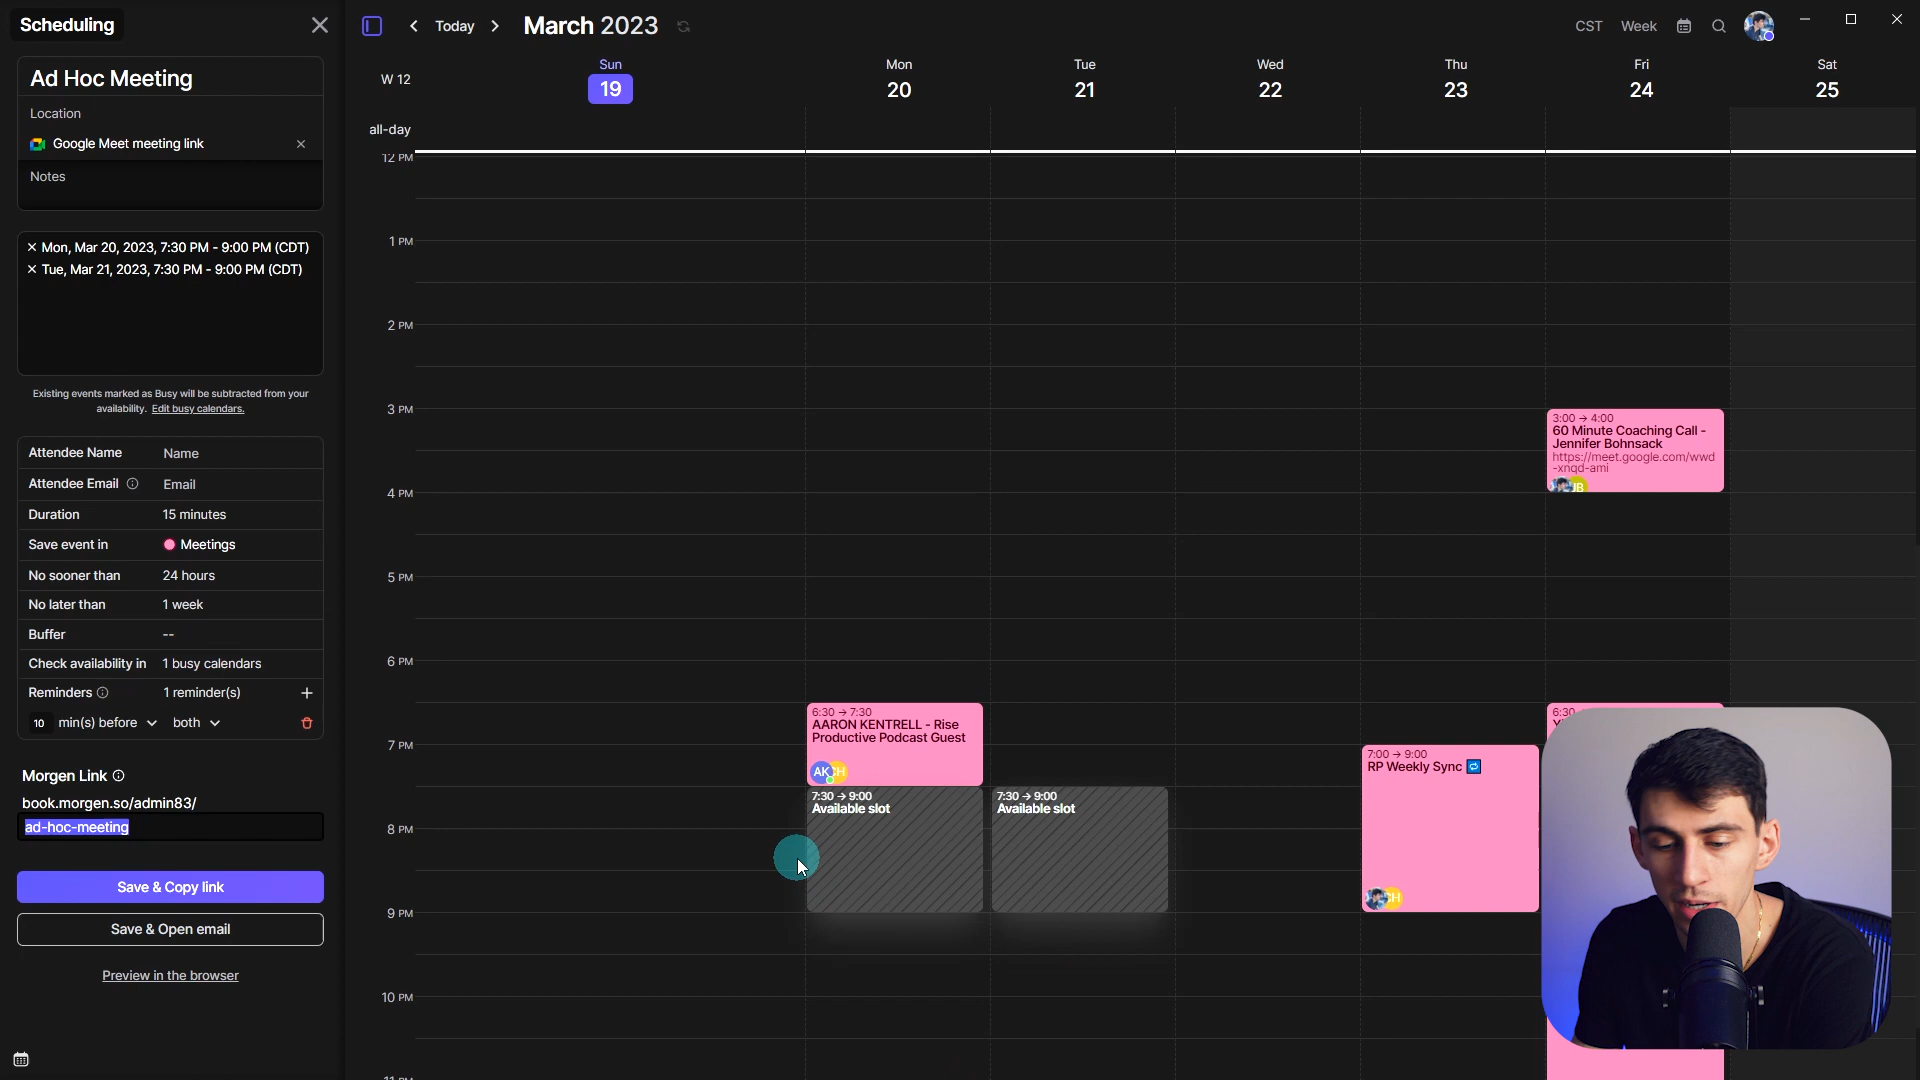 Scheduling
Ad Hoc Meeting
Location
Google Meet meeting link
Notes
× Mon, Mar 20, 2023, 7:30 PM - 9:00 PM (CDT)
× Tue, Mar 21, 2023, 7:30 PM - 9:00 PM (CDT)
Existing events marked as Busy will be subtracted from your
availability. Edit busy calendars.
Attendee Name Name
Attendee Email Email
Duration 15 minutes
Save event in Meetings
No sooner than 24 hours
No later than 1 week
Buffer --
Check availability in 1 busy calendars
Reminders 1 reminder(s) +
10 min(s) before both
Morgen Link
book.morgen.so/admin83/
ad-hoc-meeting
Save & Copy link
Save & Open email
Preview in the browser
Today March 2023
CST Week
W 12
Sun 19
Mon 20
Tue 21
Wed 22
Thu 23
Fri 24
Sat 25
all-day
12 PM
1 PM
2 PM
3 PM
4 PM
5 PM
6 PM
7 PM
8 PM
9 PM
10 PM
11 PM
6:30 → 7:30
AARON KENTRELL - Rise
Productive Podcast Guest
AK CH
7:30 → 9:00
Available slot
7:30 → 9:00
Available slot
7:00 → 9:00
RP Weekly Sync
CH
3:00 → 4:00
60 Minute Coaching Call -
Jennifer Bohnsack
https://meet.google.com/wwd
-xnqd-ami
JB
6:30